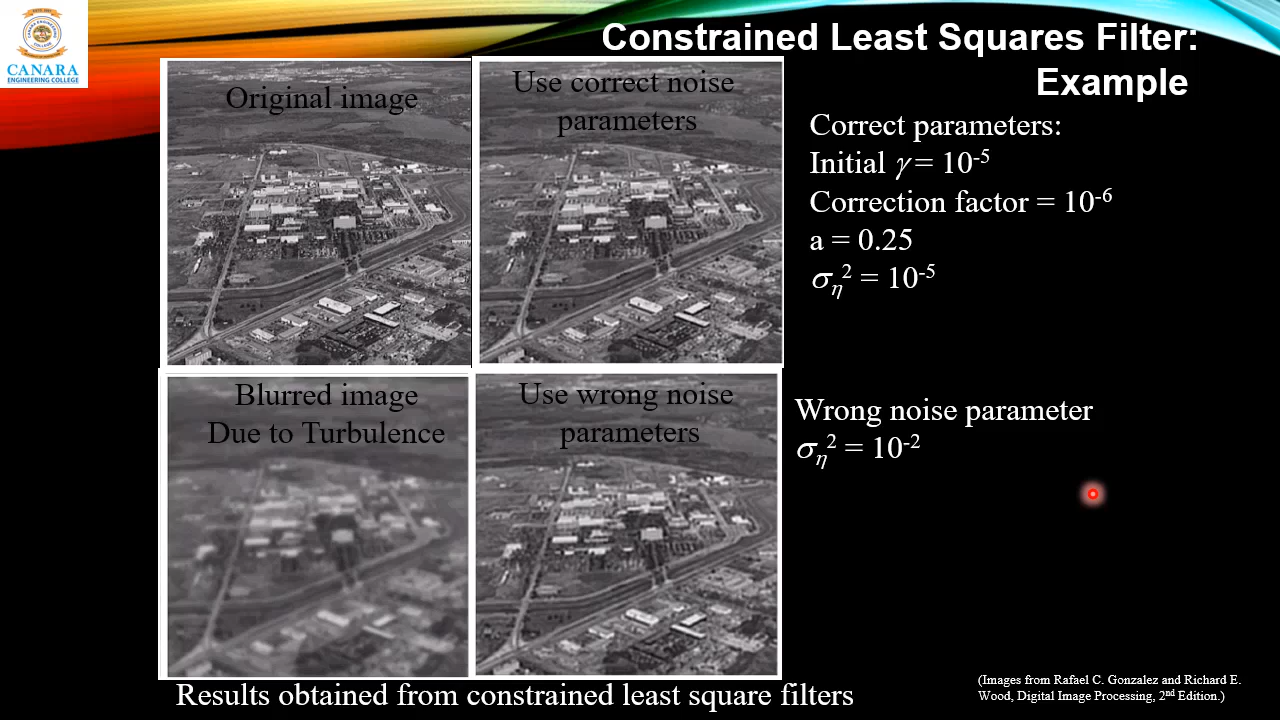 CANARA
ENGINEERING COLLEGE
Constrained Least Squares Filter:
Example
Original image
Use correct noise
parameters
Correct parameters:
Initial γ = 10⁻⁵
Correction factor = 10⁻⁶
a = 0.25
σ_η² = 10⁻⁵
Blurred image
Due to Turbulence
Use wrong noise
parameters
Wrong noise parameter
σ_η² = 10⁻²
Results obtained from constrained least square filters
(Images from Rafael C. Gonzalez and Richard E.
Wood, Digital Image Processing, 2nd Edition.)